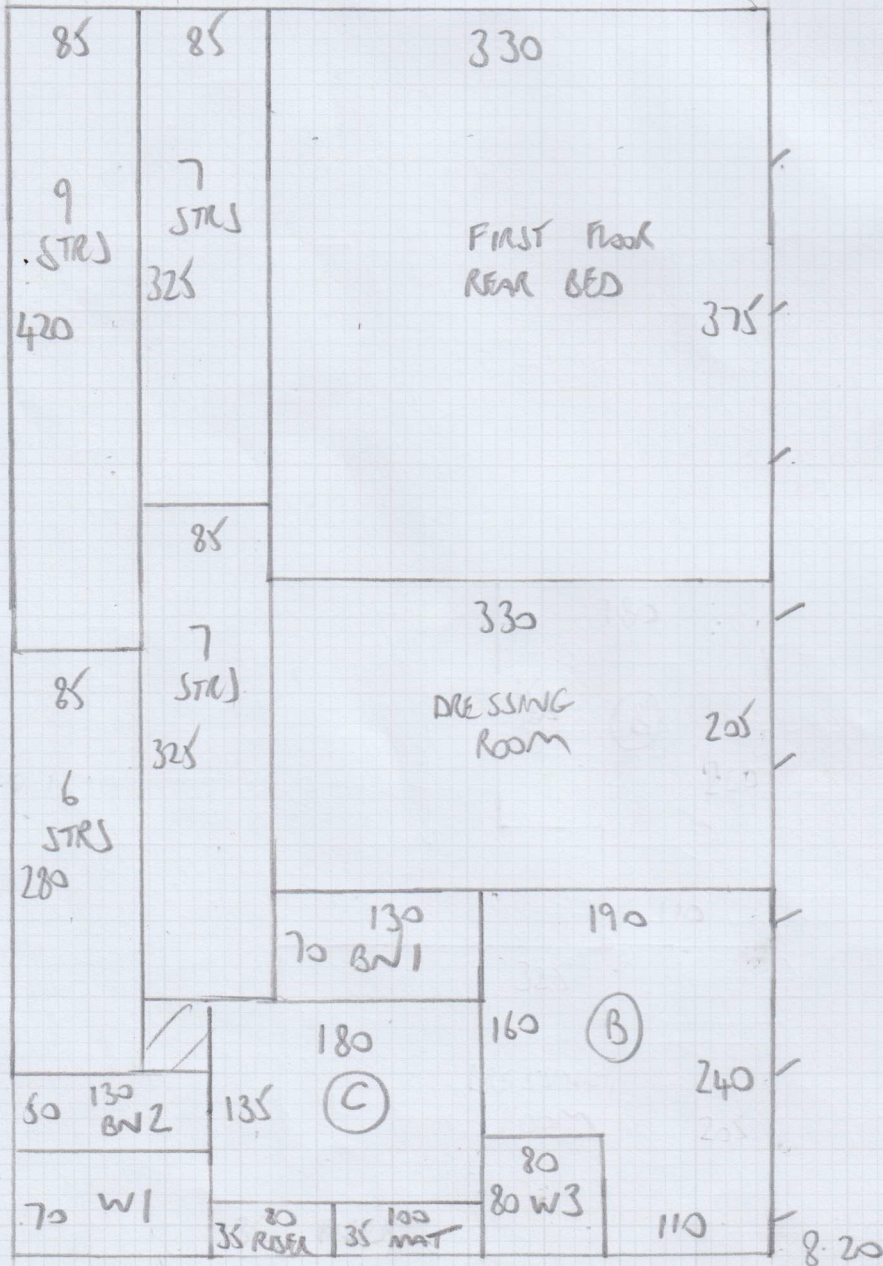 85
85
330
9
STRS
420
7
STRS
325
FIRST FLOOR
REAR BED
375
85
7
STRS
325
330
DRESSING
ROOM
205
85
6
STRS
280
130
70 BN1
190
160
B
240
180
135
C
130
50 BN2
70 W1
80
35 RISER
100
35 MAT
80
80 W3
110
8.20